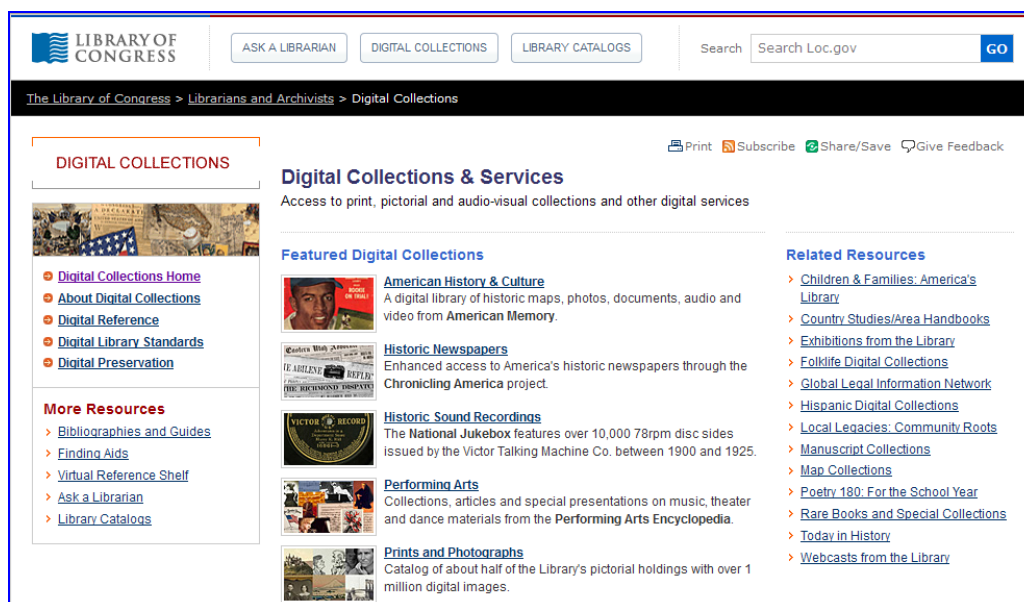 LIBRARY OF
CONGRESS
ASK A LIBRARIAN
DIGITAL COLLECTIONS
LIBRARY CATALOGS
Search
Search Loc.gov
GO
The Library of Congress > Librarians and Archivists > Digital Collections
Print
Subscribe
Share/Save
Give Feedback
DIGITAL COLLECTIONS
Digital Collections Home
About Digital Collections
Digital Reference
Digital Library Standards
Digital Preservation
More Resources
Bibliographies and Guides
Finding Aids
Virtual Reference Shelf
Ask a Librarian
Library Catalogs
Digital Collections & Services
Access to print, pictorial and audio-visual collections and other digital services
Featured Digital Collections
ROOKIE
ON TRIAL!
American History & Culture
A digital library of historic maps, photos, documents, audio and
video from American Memory.
THE RICHMOND DISPATCH
Historic Newspapers
Enhanced access to America's historic newspapers through the
Chronicling America project.
VICTOR RECORD
Historic Sound Recordings
The National Jukebox features over 10,000 78rpm disc sides
issued by the Victor Talking Machine Co. between 1900 and 1925.
Performing Arts
Collections, articles and special presentations on music, theater
and dance materials from the Performing Arts Encyclopedia.
Prints and Photographs
Catalog of about half of the Library's pictorial holdings with over 1
million digital images.
Related Resources
Children & Families: America's
Library
Country Studies/Area Handbooks
Exhibitions from the Library
Folklife Digital Collections
Global Legal Information Network
Hispanic Digital Collections
Local Legacies: Community Roots
Manuscript Collections
Map Collections
Poetry 180: For the School Year
Rare Books and Special Collections
Today in History
Webcasts from the Library